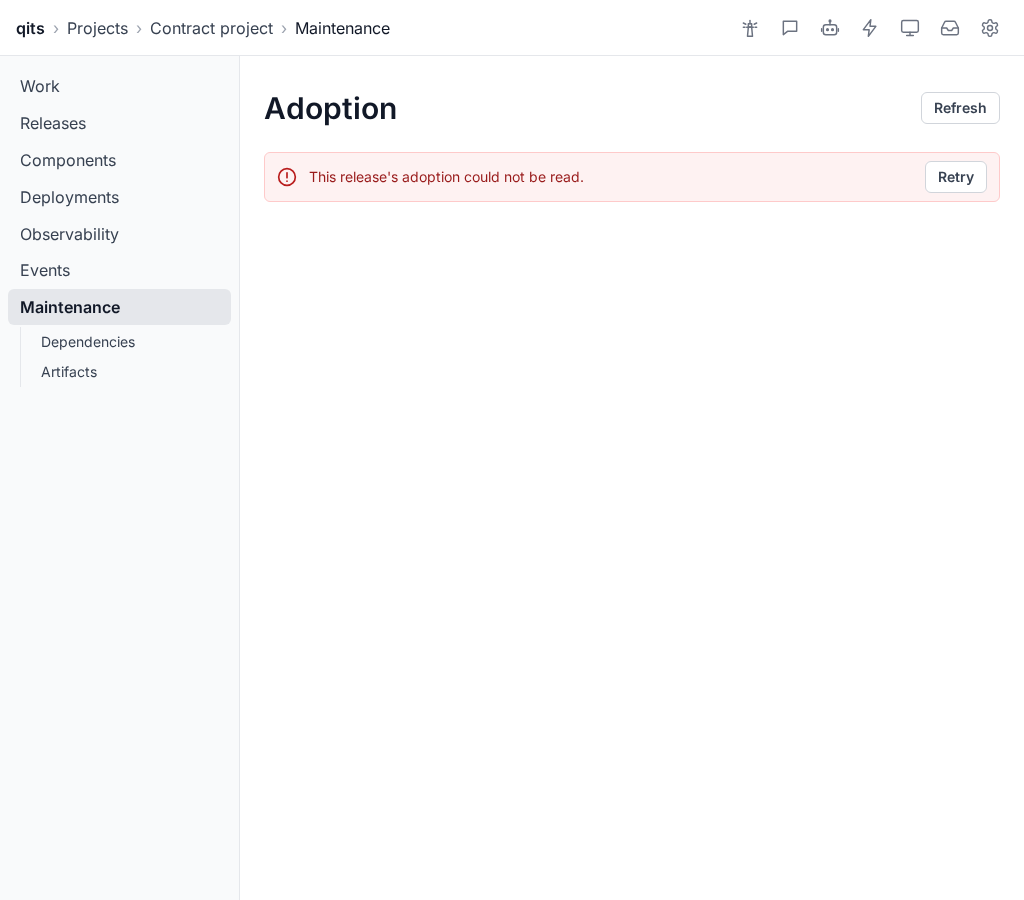 qits › Projects › Contract project › Maintenance
Work
Releases
Components
Deployments
Observability
Events
Maintenance
Dependencies
Artifacts
Adoption
Refresh
This release's adoption could not be read.
Retry